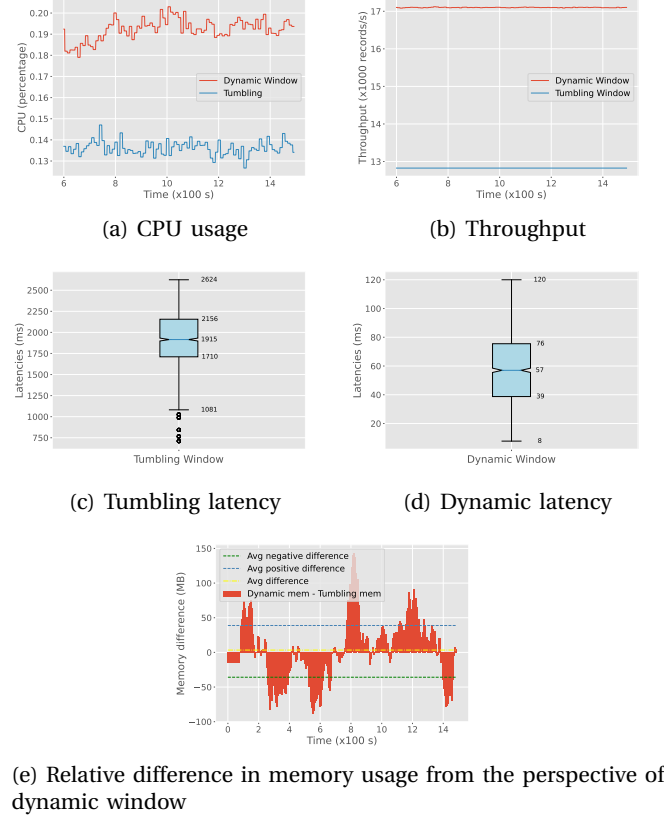 0.20
0.19
0.18
0.17
0.16
0.15
0.14
0.13
CPU (percentage)
Dynamic Window
Tumbling
6
8
10
12
14
Time (x100 s)
(a) CPU usage
17
16
15
14
13
Throughput (x1000 records/s)
Dynamic Window
Tumbling Window
6
8
10
12
14
Time (x100 s)
(b) Throughput
2500
2250
2000
1750
1500
1250
1000
750
Latencies (ms)
2624
2156
1915
1710
1081
Tumbling Window
(c) Tumbling latency
120
100
80
60
40
20
Latencies (ms)
120
76
57
39
8
Dynamic Window
(d) Dynamic latency
150
100
50
0
−50
−100
Memory difference (MB)
Avg negative difference
Avg positive difference
Avg difference
Dynamic mem - Tumbling mem
0
2
4
6
8
10
12
14
Time (x100 s)
(e) Relative difference in memory usage from the perspective of
dynamic window